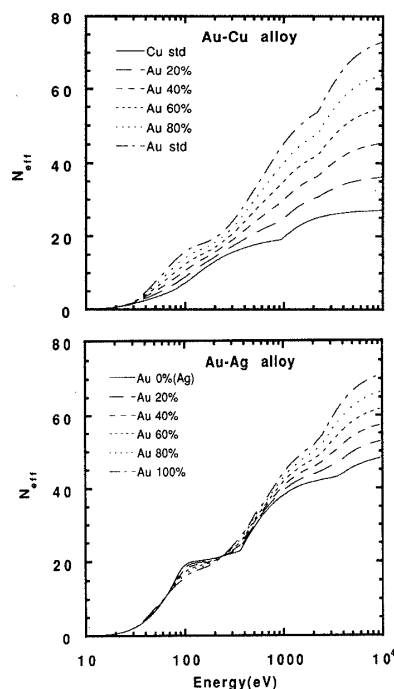 80
Au-Cu alloy
Cu std
Au 20%
Au 40%
Au 60%
Au 80%
Au std
60
40
20
0
N eff
80
Au-Ag alloy
Au 0%(Ag)
Au 20%
Au 40%
Au 60%
Au 80%
Au 100%
60
40
20
0
N eff
10 100 1000 10⁴
Energy(eV)